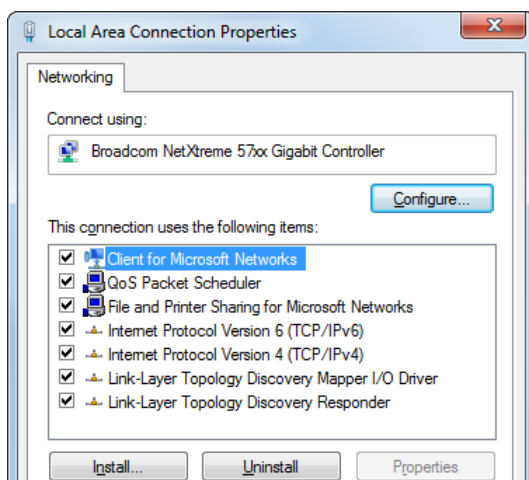 Local Area Connection Properties
Networking
Connect using:
Broadcom NetXtreme 57xx Gigabit Controller
Configure...
This connection uses the following items:
Client for Microsoft Networks
QoS Packet Scheduler
File and Printer Sharing for Microsoft Networks
Internet Protocol Version 6 (TCP/IPv6)
Internet Protocol Version 4 (TCP/IPv4)
Link-Layer Topology Discovery Mapper I/O Driver
Link-Layer Topology Discovery Responder
Install... Uninstall Properties